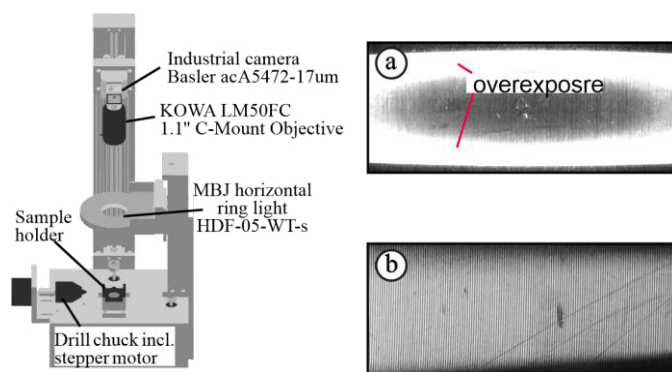 Industrial camera
Basler acA5472-17um
KOWA LM50FC
1.1" C-Mount Objective
MBJ horizontal
ring light
HDF-05-WT-s
Sample
holder
Drill chuck incl.
stepper motor
a
overexposre
b